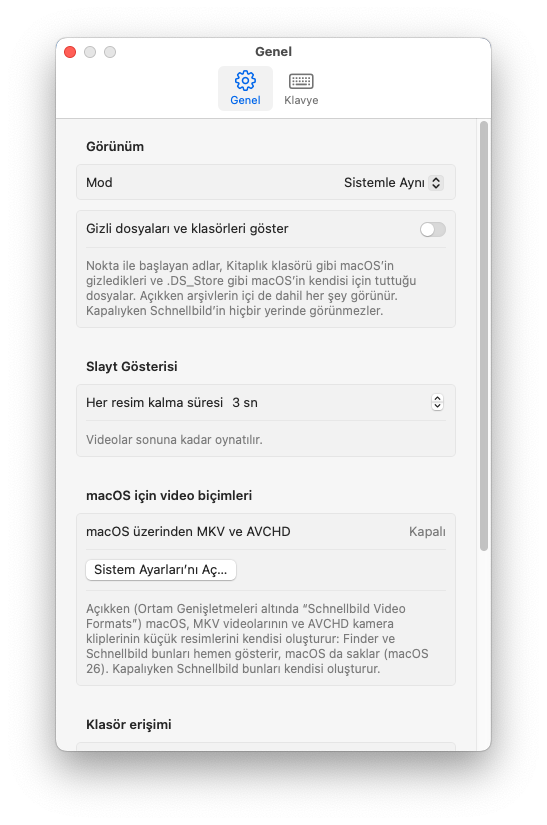 Genel
Genel
Klavye
Görünüm
Mod
Sistemle Aynı
Gizli dosyaları ve klasörleri göster
Nokta ile başlayan adlar, Kitaplık klasörü gibi macOS’in
gizledikleri ve .DS_Store gibi macOS’in kendisi için tuttuğu
dosyalar. Açıkken arşivlerin içi de dahil her şey görünür.
Kapalıyken Schnellbild’in hiçbir yerinde görünmezler.
Slayt Gösterisi
Her resim kalma süresi 3 sn
Videolar sonuna kadar oynatılır.
macOS için video biçimleri
macOS üzerinden MKV ve AVCHD
Kapalı
Sistem Ayarları’nı Aç...
Açıkken (Ortam Genişletmeleri altında “Schnellbild Video
Formats”) macOS, MKV videolarının ve AVCHD kamera
kliplerinin küçük resimlerini kendisi oluşturur: Finder ve
Schnellbild bunları hemen gösterir, macOS da saklar (macOS
26). Kapalıyken Schnellbild bunları kendisi oluşturur.
Klasör erişimi